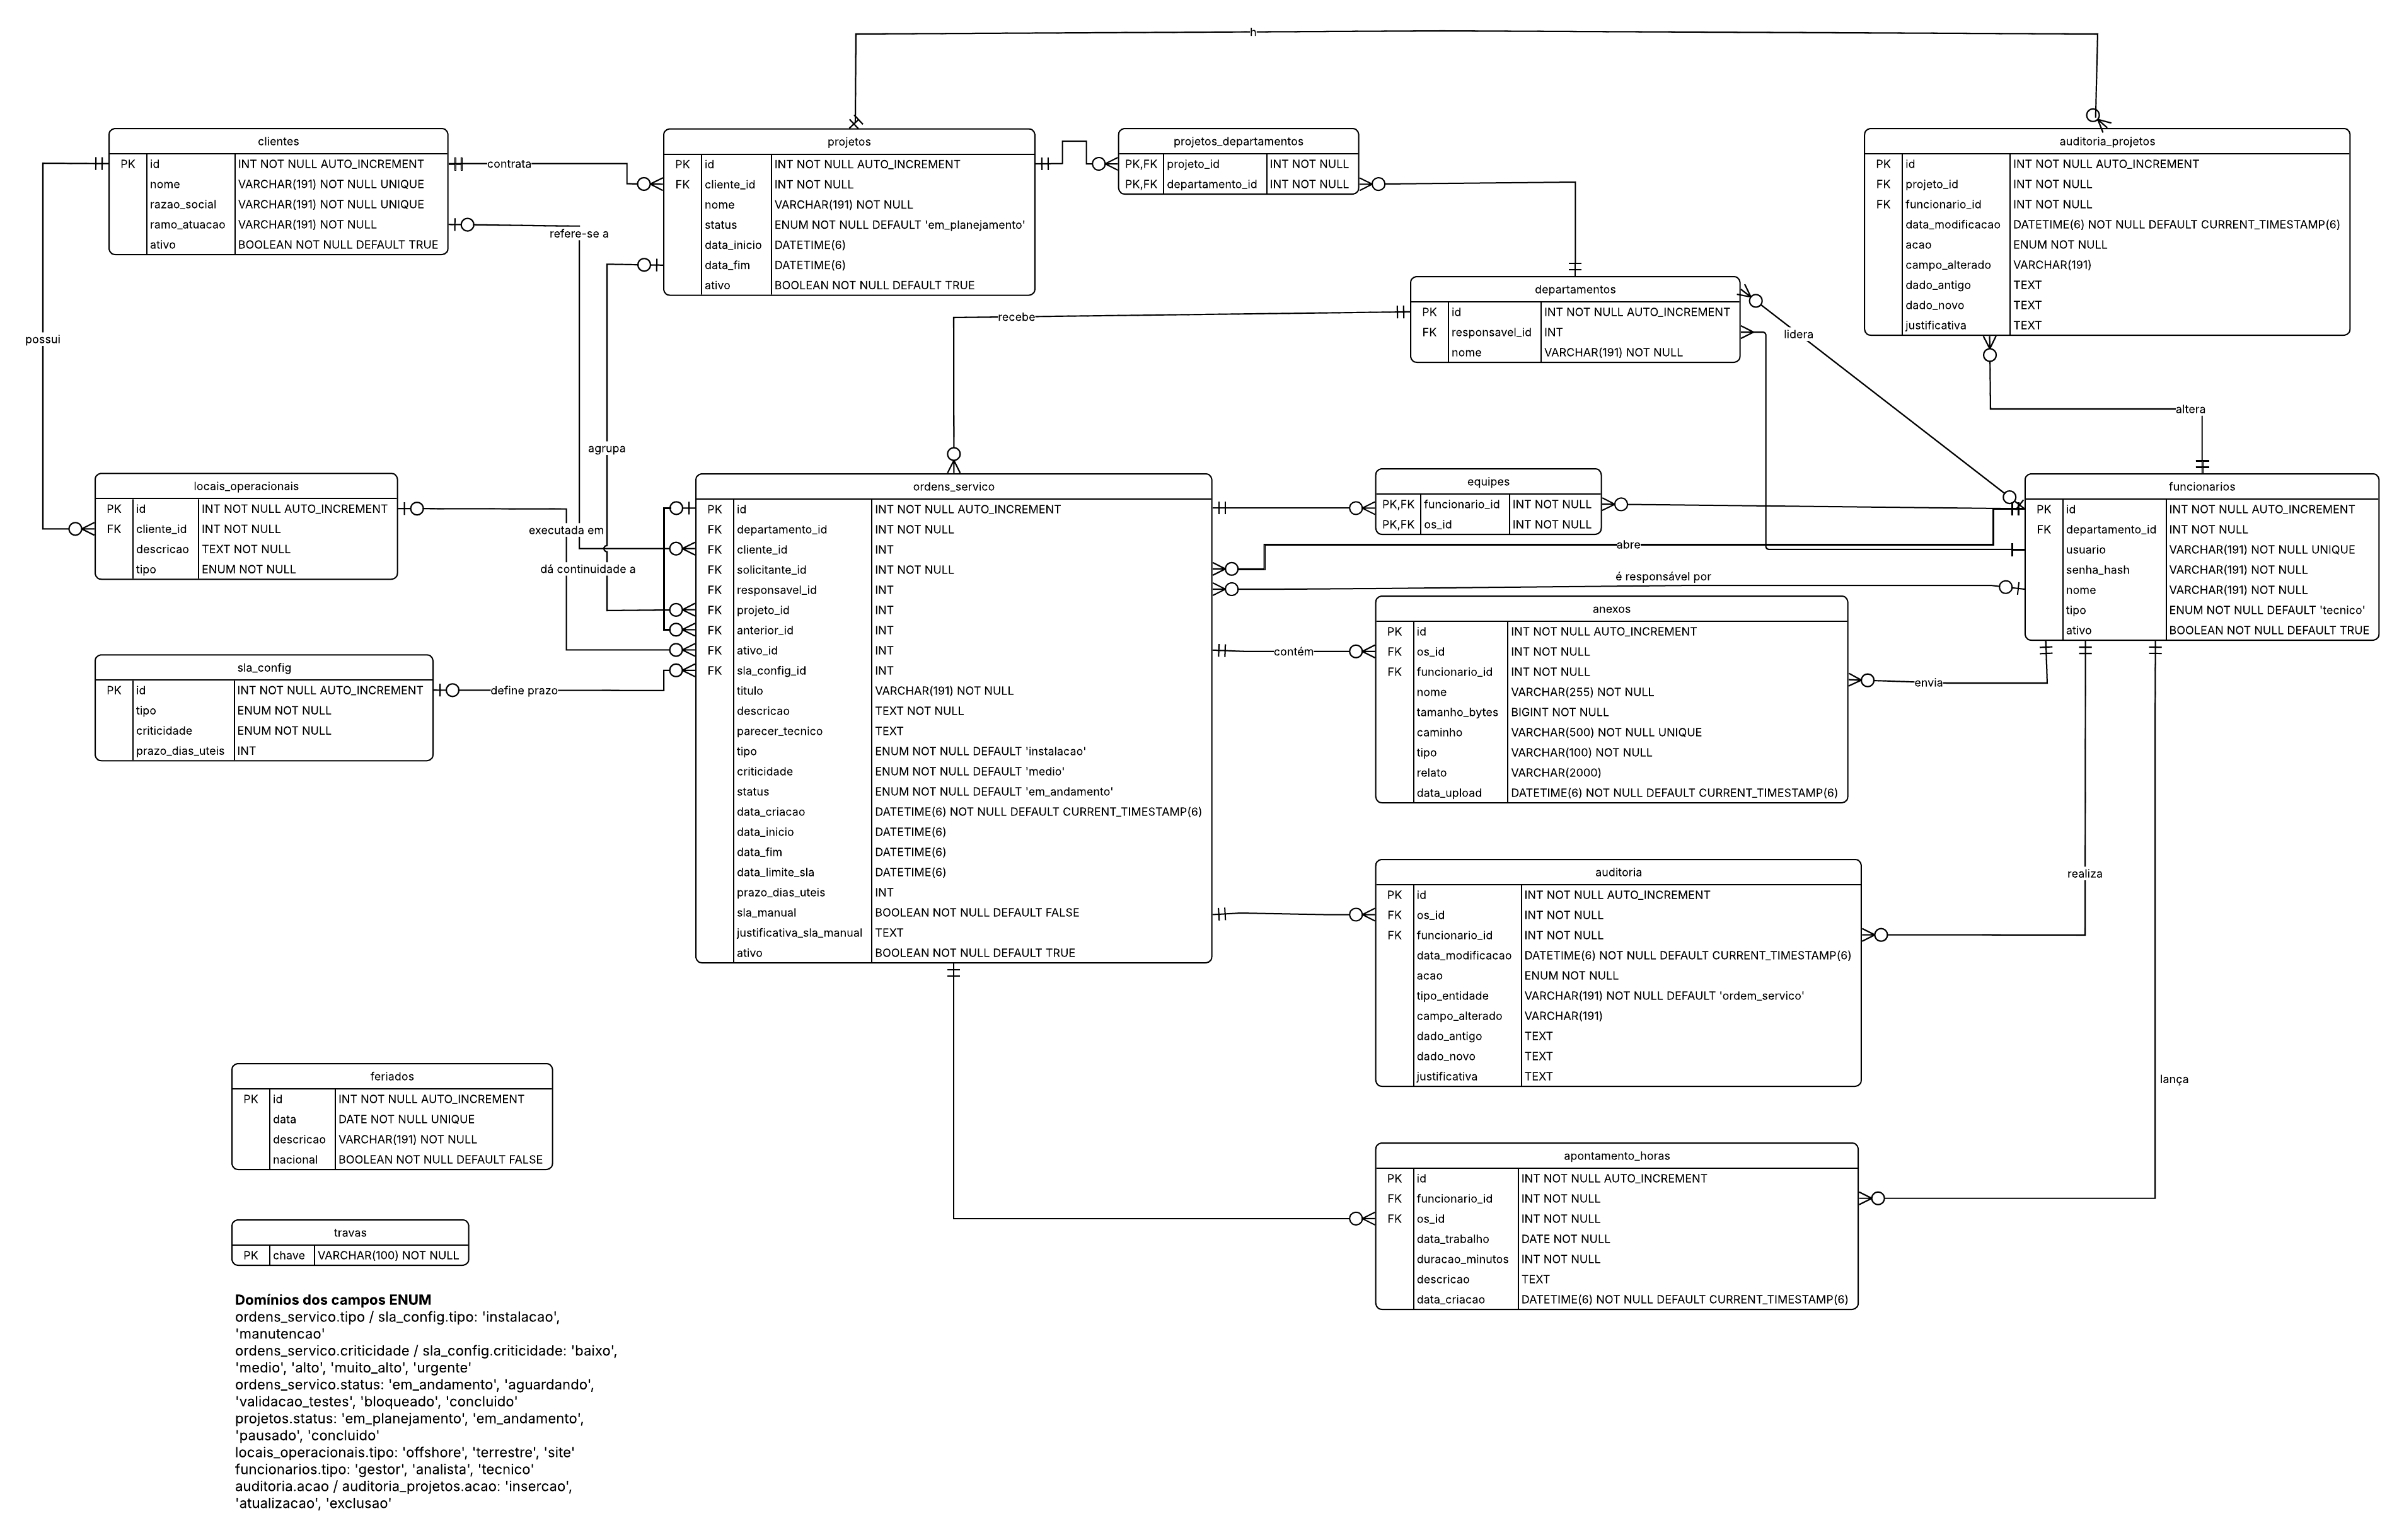 h
clientes
PK id INT NOT NULL AUTO_INCREMENT
nome VARCHAR(191) NOT NULL UNIQUE
razao_social VARCHAR(191) NOT NULL UNIQUE
ramo_atuacao VARCHAR(191) NOT NULL
ativo BOOLEAN NOT NULL DEFAULT TRUE
contrata
refere-se a
possui
projetos
PK id INT NOT NULL AUTO_INCREMENT
FK cliente_id INT NOT NULL
nome VARCHAR(191) NOT NULL
status ENUM NOT NULL DEFAULT 'em_planejamento'
data_inicio DATETIME(6)
data_fim DATETIME(6)
ativo BOOLEAN NOT NULL DEFAULT TRUE
projetos_departamentos
PK,FK projeto_id INT NOT NULL
PK,FK departamento_id INT NOT NULL
auditoria_projetos
PK id INT NOT NULL AUTO_INCREMENT
FK projeto_id INT NOT NULL
FK funcionario_id INT NOT NULL
data_modificacao DATETIME(6) NOT NULL DEFAULT CURRENT_TIMESTAMP(6)
acao ENUM NOT NULL
campo_alterado VARCHAR(191)
dado_antigo TEXT
dado_novo TEXT
justificativa TEXT
departamentos
PK id INT NOT NULL AUTO_INCREMENT
FK responsavel_id INT
nome VARCHAR(191) NOT NULL
recebe
lidera
altera
agrupa
locais_operacionais
PK id INT NOT NULL AUTO_INCREMENT
FK cliente_id INT NOT NULL
descricao TEXT NOT NULL
tipo ENUM NOT NULL
executada em
dá continuidade a
ordens_servico
PK id INT NOT NULL AUTO_INCREMENT
FK departamento_id INT NOT NULL
FK cliente_id INT
FK solicitante_id INT NOT NULL
FK responsavel_id INT
FK projeto_id INT
FK anterior_id INT
FK ativo_id INT
FK sla_config_id INT
titulo VARCHAR(191) NOT NULL
descricao TEXT NOT NULL
parecer_tecnico TEXT
tipo ENUM NOT NULL DEFAULT 'instalacao'
criticidade ENUM NOT NULL DEFAULT 'medio'
status ENUM NOT NULL DEFAULT 'em_andamento'
data_criacao DATETIME(6) NOT NULL DEFAULT CURRENT_TIMESTAMP(6)
data_inicio DATETIME(6)
data_fim DATETIME(6)
data_limite_sla DATETIME(6)
prazo_dias_uteis INT
sla_manual BOOLEAN NOT NULL DEFAULT FALSE
justificativa_sla_manual TEXT
ativo BOOLEAN NOT NULL DEFAULT TRUE
equipes
PK,FK funcionario_id INT NOT NULL
PK,FK os_id INT NOT NULL
abre
é responsável por
funcionarios
PK id INT NOT NULL AUTO_INCREMENT
FK departamento_id INT NOT NULL
usuario VARCHAR(191) NOT NULL UNIQUE
senha_hash VARCHAR(191) NOT NULL
nome VARCHAR(191) NOT NULL
tipo ENUM NOT NULL DEFAULT 'tecnico'
ativo BOOLEAN NOT NULL DEFAULT TRUE
sla_config
PK id INT NOT NULL AUTO_INCREMENT
tipo ENUM NOT NULL
criticidade ENUM NOT NULL
prazo_dias_uteis INT
define prazo
anexos
PK id INT NOT NULL AUTO_INCREMENT
FK os_id INT NOT NULL
FK funcionario_id INT NOT NULL
nome VARCHAR(255) NOT NULL
tamanho_bytes BIGINT NOT NULL
caminho VARCHAR(500) NOT NULL UNIQUE
tipo VARCHAR(100) NOT NULL
relato VARCHAR(2000)
data_upload DATETIME(6) NOT NULL DEFAULT CURRENT_TIMESTAMP(6)
contém
envia
auditoria
PK id INT NOT NULL AUTO_INCREMENT
FK os_id INT NOT NULL
FK funcionario_id INT NOT NULL
data_modificacao DATETIME(6) NOT NULL DEFAULT CURRENT_TIMESTAMP(6)
acao ENUM NOT NULL
tipo_entidade VARCHAR(191) NOT NULL DEFAULT 'ordem_servico'
campo_alterado VARCHAR(191)
dado_antigo TEXT
dado_novo TEXT
justificativa TEXT
realiza
lança
feriados
PK id INT NOT NULL AUTO_INCREMENT
data DATE NOT NULL UNIQUE
descricao VARCHAR(191) NOT NULL
nacional BOOLEAN NOT NULL DEFAULT FALSE
apontamento_horas
PK id INT NOT NULL AUTO_INCREMENT
FK funcionario_id INT NOT NULL
FK os_id INT NOT NULL
data_trabalho DATE NOT NULL
duracao_minutos INT NOT NULL
descricao TEXT
data_criacao DATETIME(6) NOT NULL DEFAULT CURRENT_TIMESTAMP(6)
travas
PK chave VARCHAR(100) NOT NULL
Domínios dos campos ENUM
ordens_servico.tipo / sla_config.tipo: 'instalacao',
'manutencao'
ordens_servico.criticidade / sla_config.criticidade: 'baixo',
'medio', 'alto', 'muito_alto', 'urgente'
ordens_servico.status: 'em_andamento', 'aguardando',
'validacao_testes', 'bloqueado', 'concluido'
projetos.status: 'em_planejamento', 'em_andamento',
'pausado', 'concluido'
locais_operacionais.tipo: 'offshore', 'terrestre', 'site'
funcionarios.tipo: 'gestor', 'analista', 'tecnico'
auditoria.acao / auditoria_projetos.acao: 'insercao',
'atualizacao', 'exclusao'